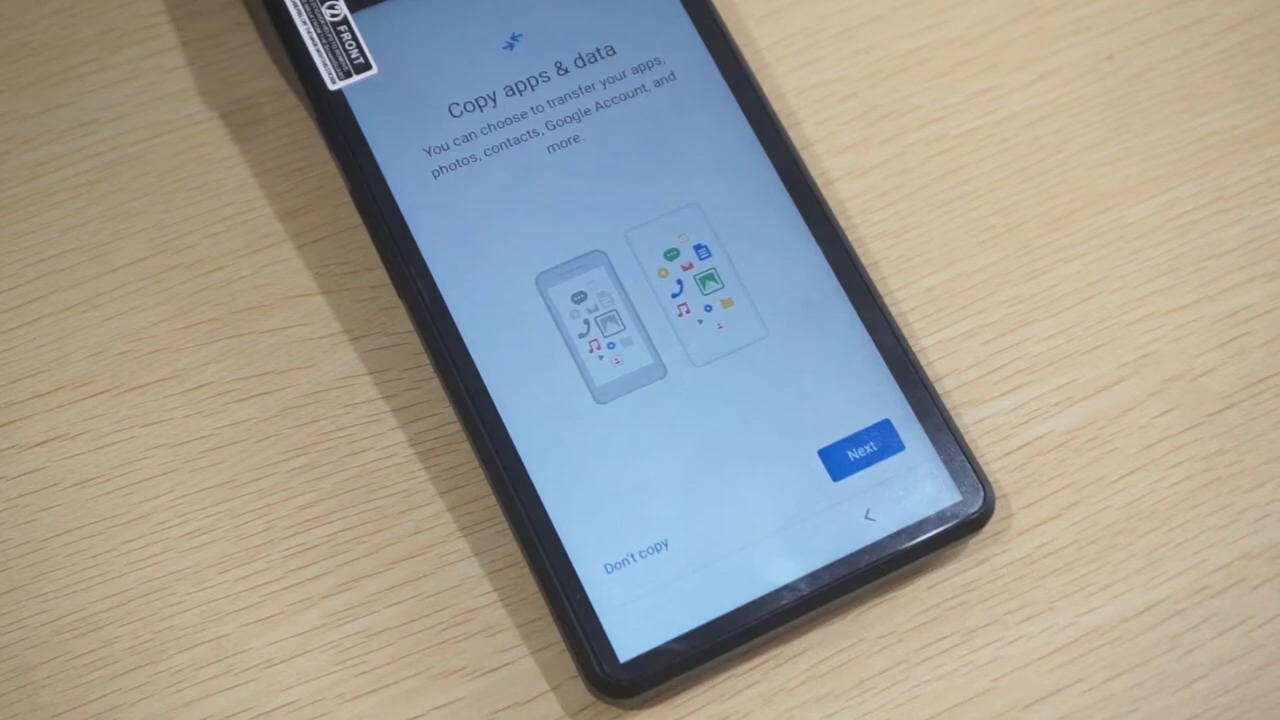 ② FRONT
Copy apps & data
You can choose to transfer your apps,
photos, contacts, Google Account, and
more.
Next
Don't copy